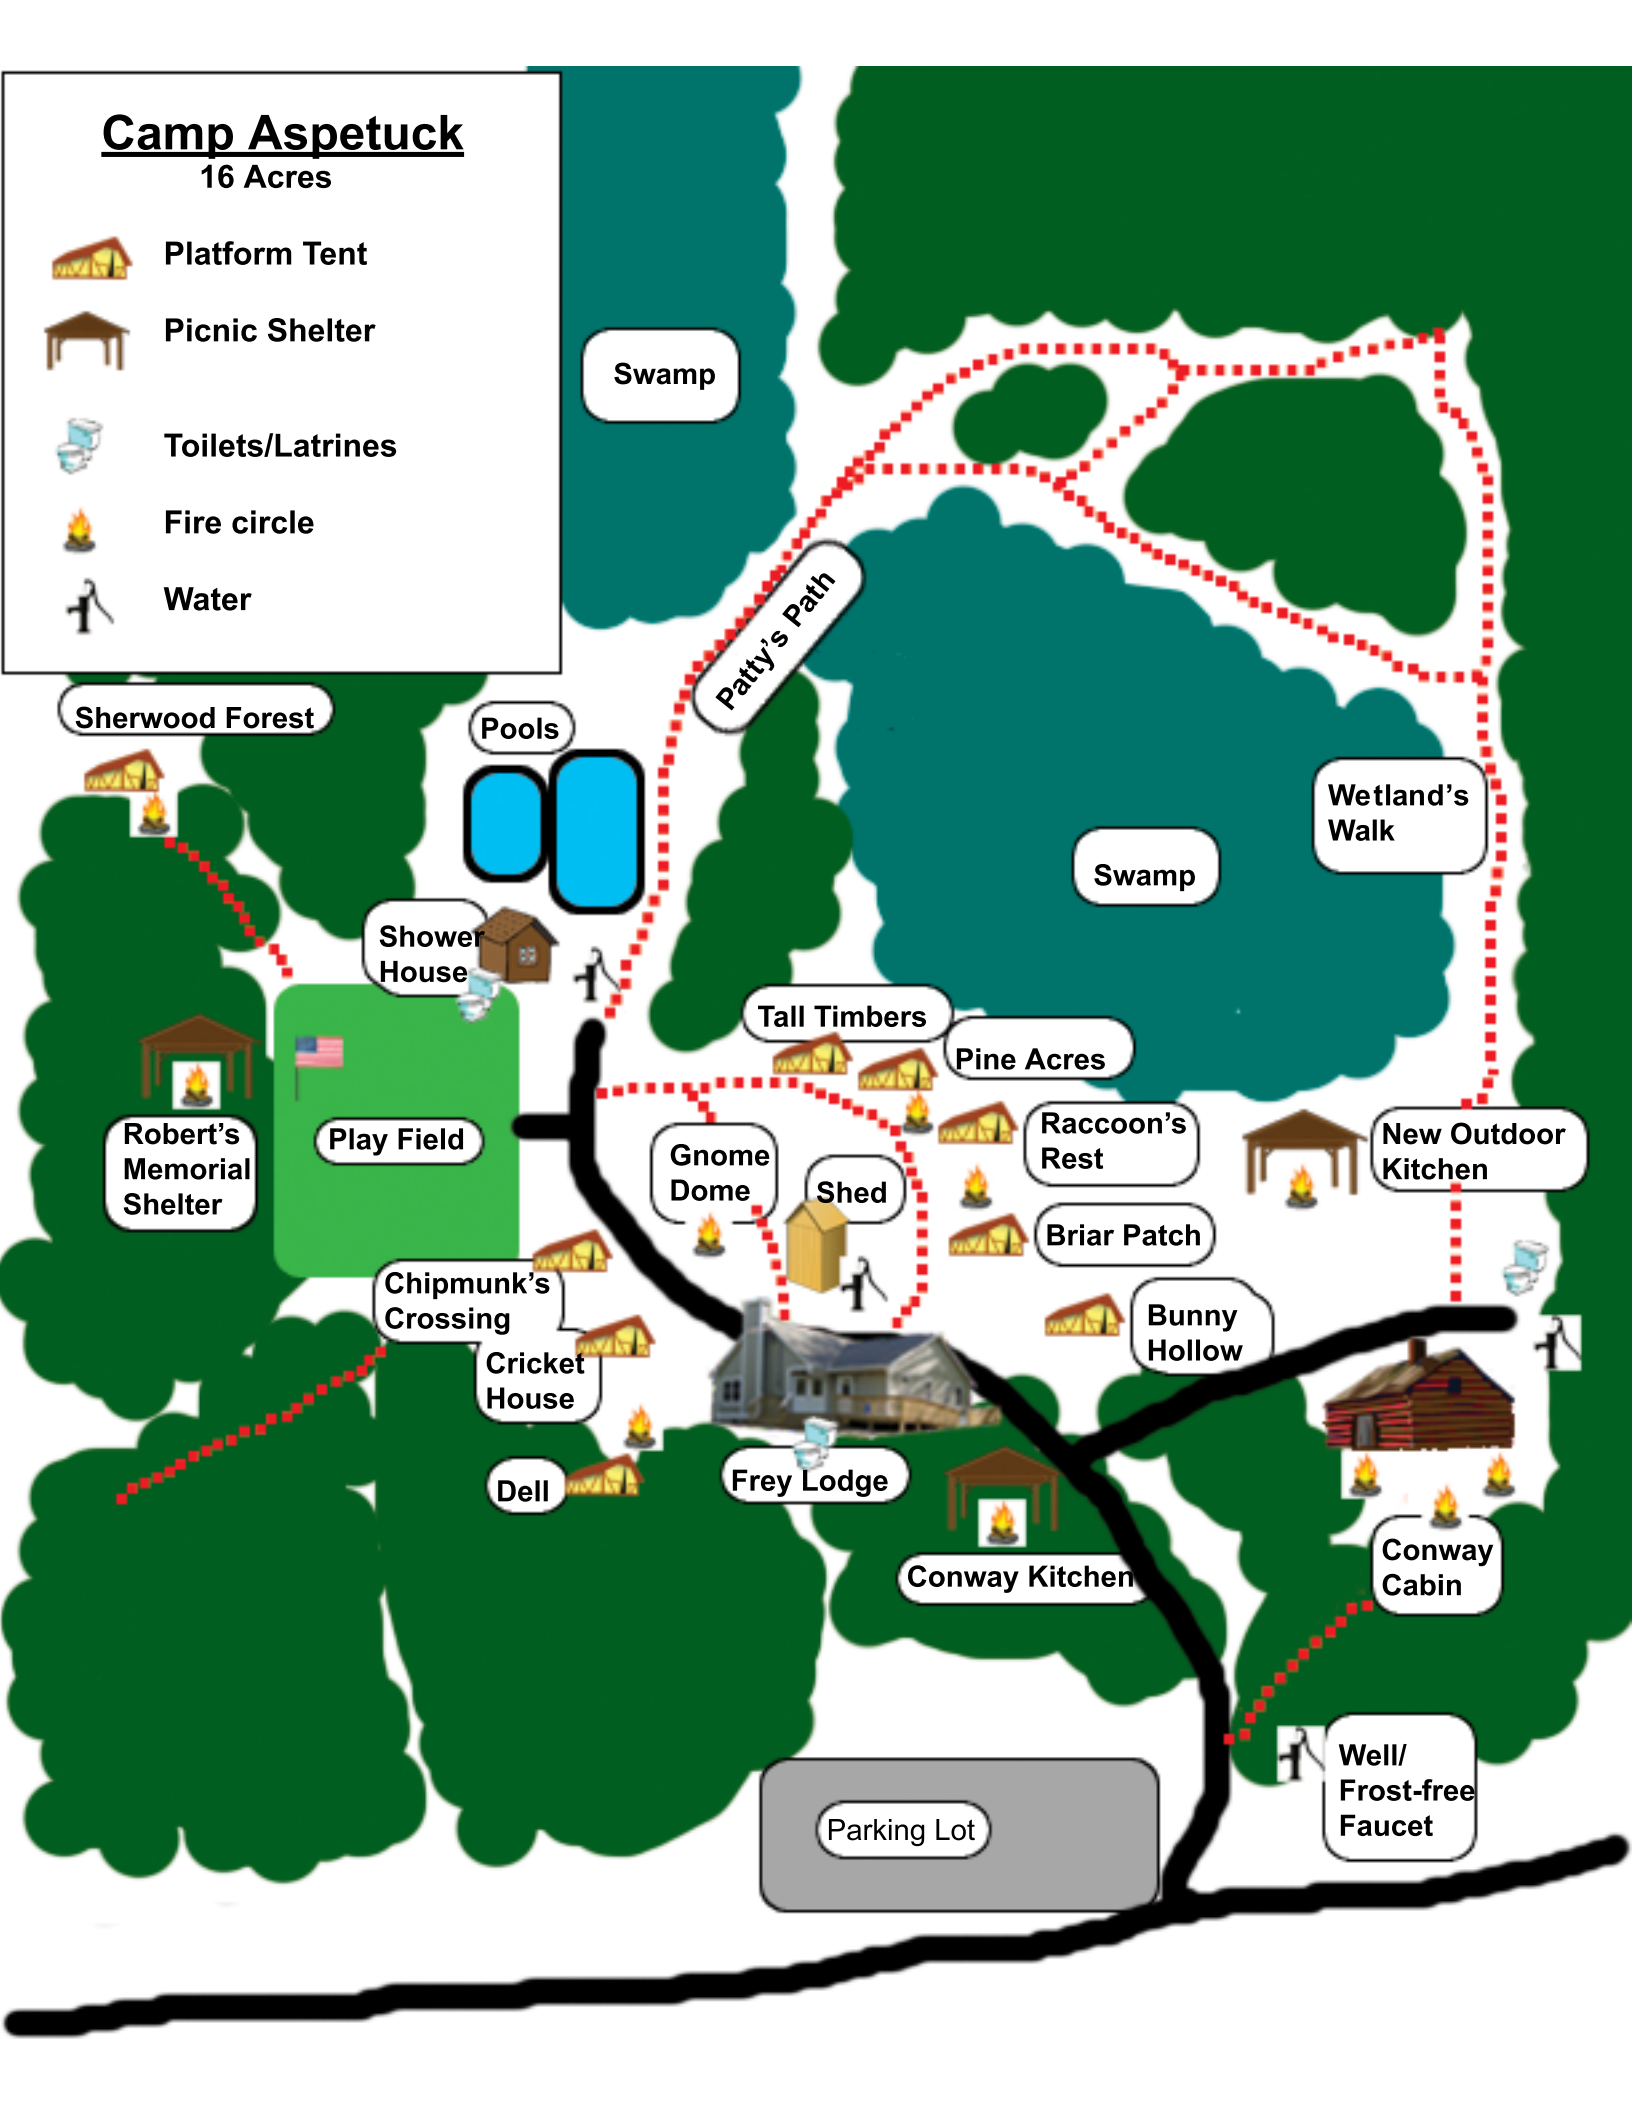 Camp Aspetuck
16 Acres
Platform Tent
Picnic Shelter
Toilets/Latrines
Fire circle
Water
Swamp
Patty's Path
Sherwood Forest
Pools
Wetland's
Walk
Swamp
Shower
House
Tall Timbers
Pine Acres
Robert's
Memorial
Shelter
Play Field
Gnome
Dome
Shed
Raccoon's
Rest
New Outdoor
Kitchen
Briar Patch
Chipmunk's
Crossing
Bunny
Hollow
Cricket
House
Dell
Frey Lodge
Conway Kitchen
Conway
Cabin
Well/
Frost-free
Faucet
Parking Lot